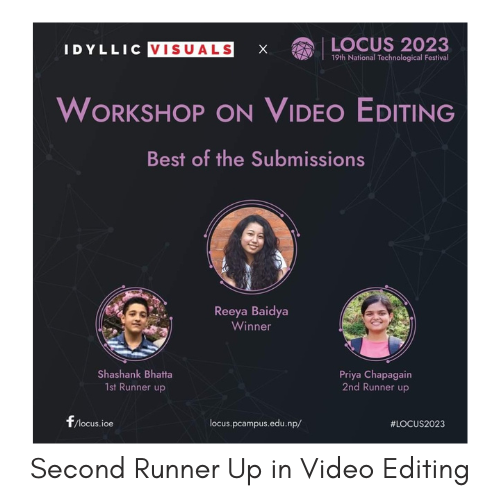 IDYLLIC VISUALS X LOCUS 2023
19th National Technological Festival
WORKSHOP ON VIDEO EDITING
Best of the Submissions
Reeya Baidya
Winner
Shashank Bhatta
1st Runner up
Priya Chapagain
2nd Runner up
f/locus.ioe
locus.pcampus.edu.np/
#LOCUS2023
Second Runner Up in Video Editing